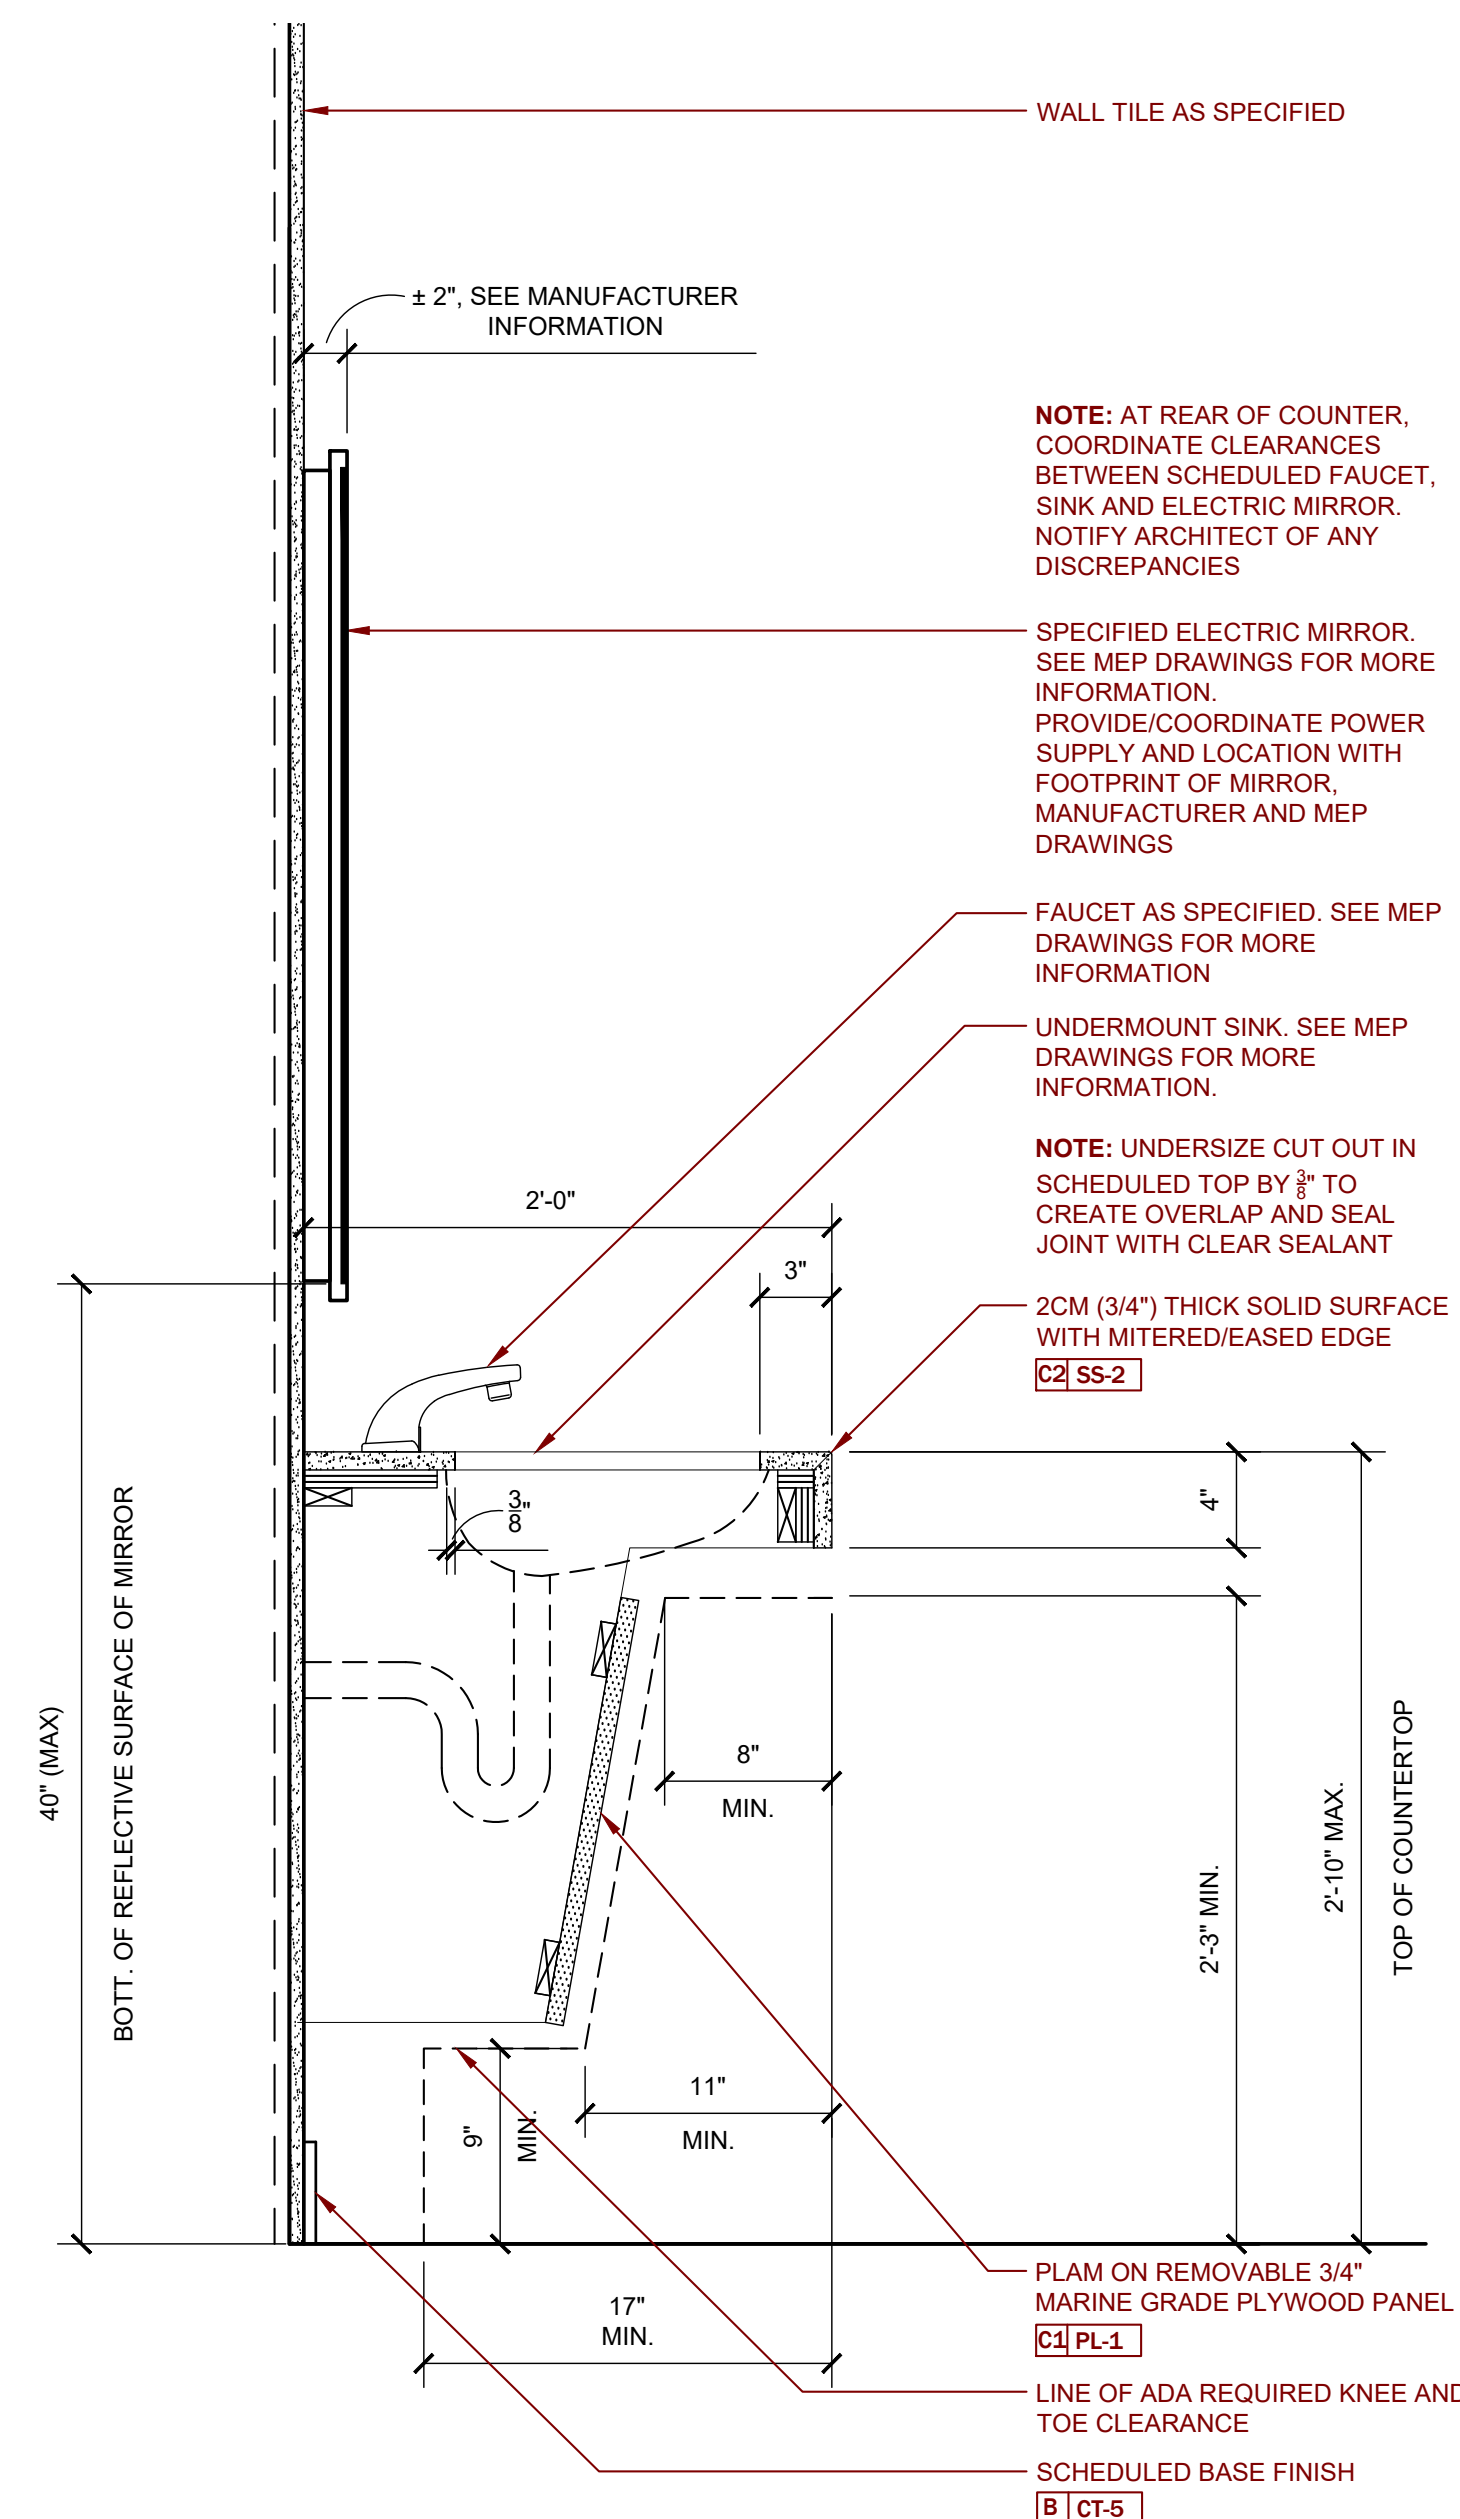 WALL TILE AS SPECIFIED
± 2", SEE MANUFACTURER
INFORMATION
NOTE: AT REAR OF COUNTER,
COORDINATE CLEARANCES
BETWEEN SCHEDULED FAUCET,
SINK AND ELECTRIC MIRROR.
NOTIFY ARCHITECT OF ANY
DISCREPANCIES
SPECIFIED ELECTRIC MIRROR.
SEE MEP DRAWINGS FOR MORE
INFORMATION.
PROVIDE/COORDINATE POWER
SUPPLY AND LOCATION WITH
FOOTPRINT OF MIRROR,
MANUFACTURER AND MEP
DRAWINGS
FAUCET AS SPECIFIED. SEE MEP
DRAWINGS FOR MORE
INFORMATION
UNDERMOUNT SINK. SEE MEP
DRAWINGS FOR MORE
INFORMATION.
NOTE: UNDERSIZE CUT OUT IN
SCHEDULED TOP BY 3/8" TO
CREATE OVERLAP AND SEAL
JOINT WITH CLEAR SEALANT
2'-0"
3"
2CM (3/4") THICK SOLID SURFACE
WITH MITERED/EASED EDGE
C2 SS-2
4"
3/8"
40" (MAX)
BOTT. OF REFLECTIVE SURFACE OF MIRROR
8"
MIN.
2'-3" MIN.
2'-10" MAX.
TOP OF COUNTERTOP
11"
MIN.
9"
MIN.
17"
MIN.
PLAM ON REMOVABLE 3/4"
MARINE GRADE PLYWOOD PANEL
C1 PL-1
LINE OF ADA REQUIRED KNEE AND
TOE CLEARANCE
SCHEDULED BASE FINISH
B CT-5